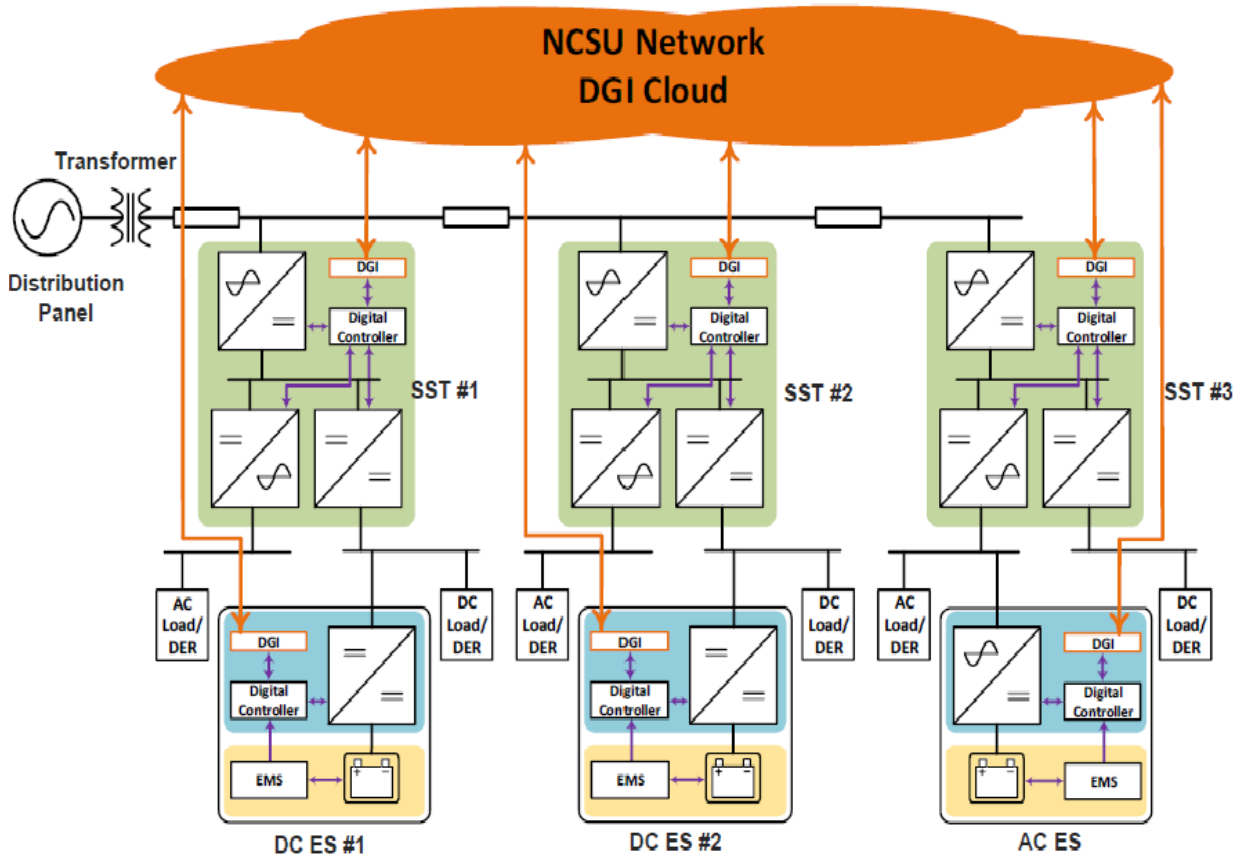 NCSU Network
DGI Cloud
Transformer
Distribution
Panel
DGI
Digital
Controller
SST #1
DGI
Digital
Controller
SST #2
DGI
Digital
Controller
SST #3
AC
Load/
DER
DC
Load/
DER
AC
Load/
DER
DC
Load/
DER
AC
Load/
DER
DC
Load/
DER
DGI
Digital
Controller
EMS
+ -
DC ES #1
DGI
Digital
Controller
EMS
+ -
DC ES #2
DGI
Digital
Controller
+ -
EMS
AC ES